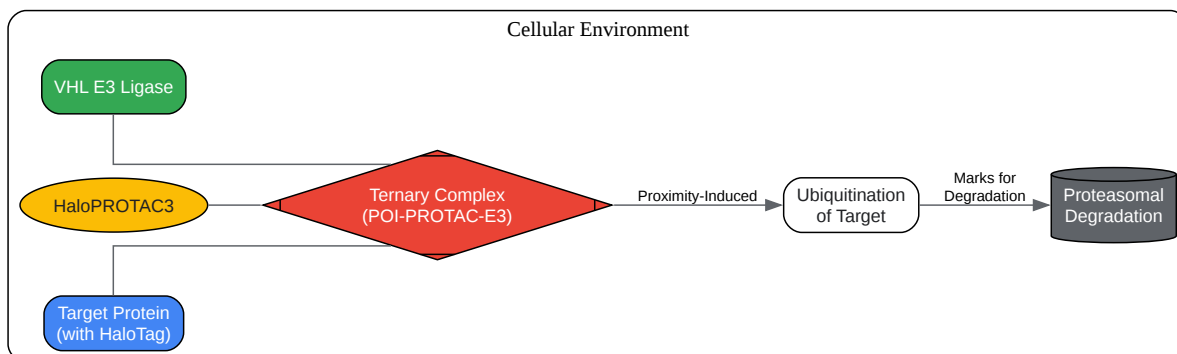 Cellular Environment
VHL E3 Ligase
HaloPROTAC3
Target Protein
(with HaloTag)
Ternary Complex
(POI-PROTAC-E3)
Proximity-Induced
Ubiquitination
of Target
Marks for
Degradation
Proteasomal
Degradation